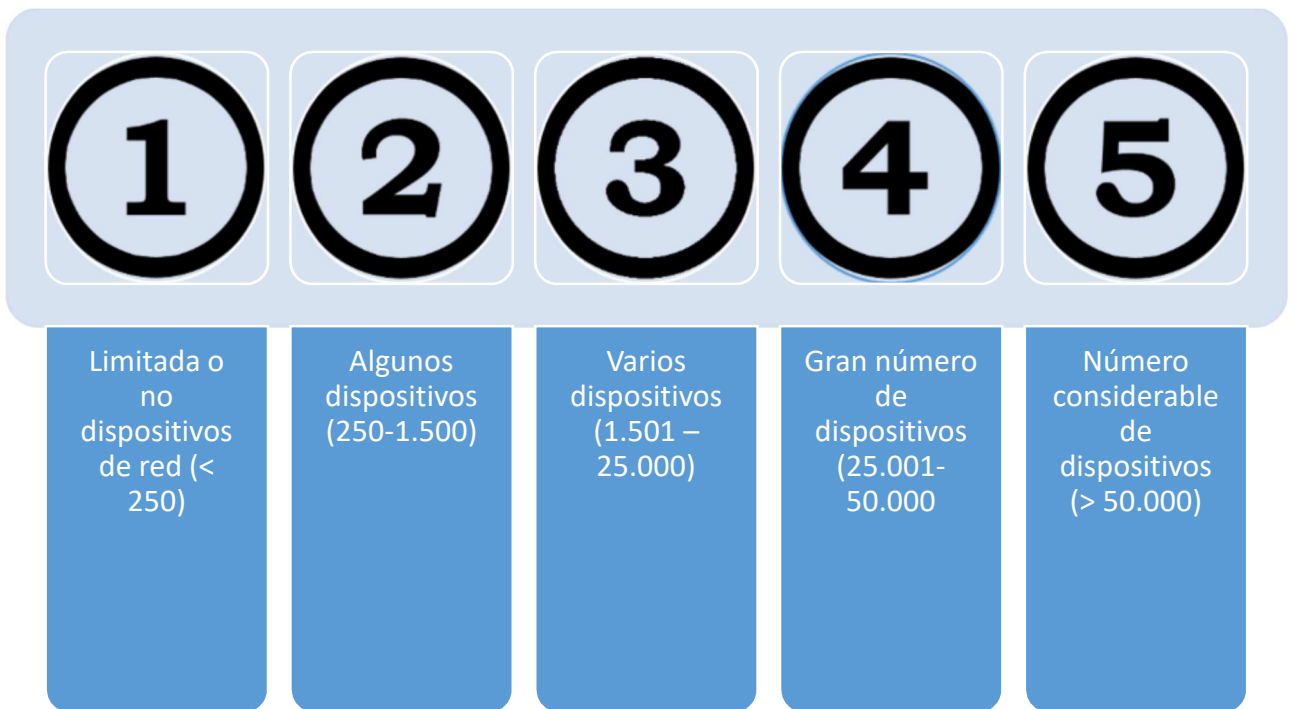 1
2
3
4
5
Limitada o
no
dispositivos
de red (<
250)
Algunos
dispositivos
(250-1.500)
Varios
dispositivos
(1.501 –
25.000)
Gran número
de
dispositivos
(25.001-
50.000
Número
considerable
de
dispositivos
(> 50.000)